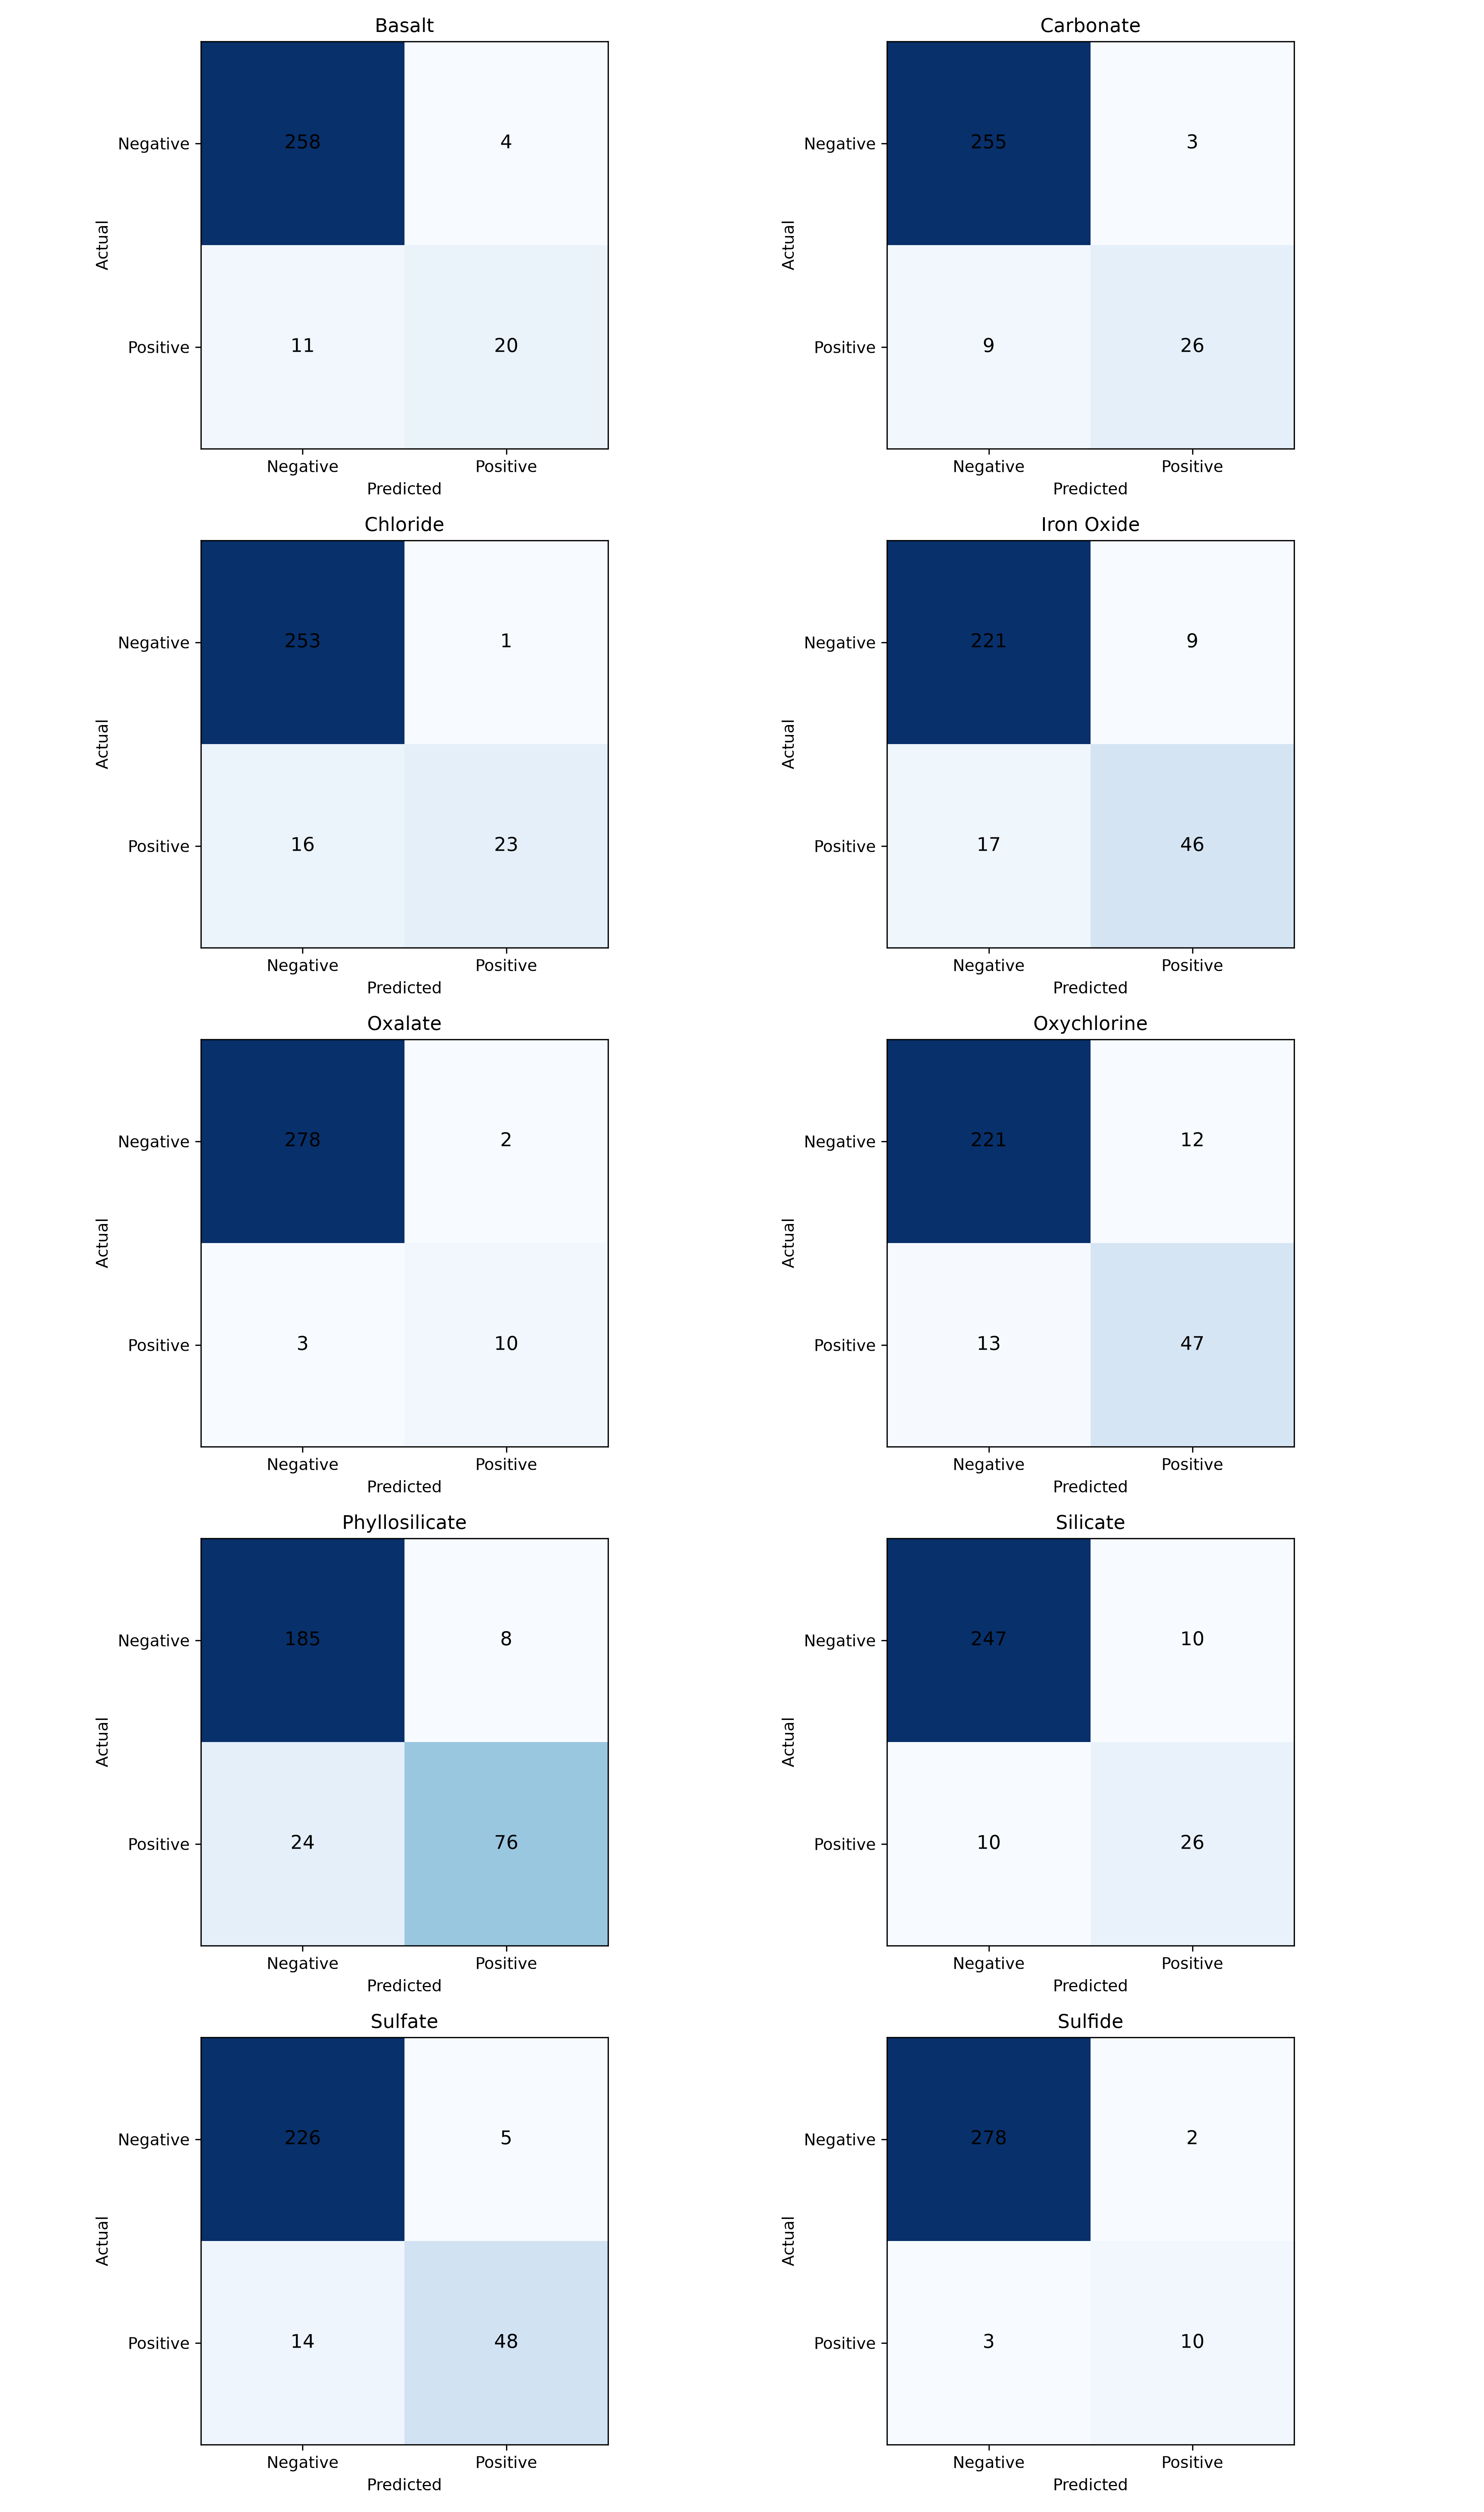 Basalt
Negative
258
4
Actual
Positive
11
20
Negative
Positive
Predicted
Carbonate
Negative
255
3
Actual
Positive
9
26
Negative
Positive
Predicted
Chloride
Negative
253
1
Actual
Positive
16
23
Negative
Positive
Predicted
Iron Oxide
Negative
221
9
Actual
Positive
17
46
Negative
Positive
Predicted
Oxalate
Negative
278
2
Actual
Positive
3
10
Negative
Positive
Predicted
Oxychlorine
Negative
221
12
Actual
Positive
13
47
Negative
Positive
Predicted
Phyllosilicate
Negative
185
8
Actual
Positive
24
76
Negative
Positive
Predicted
Silicate
Negative
247
10
Actual
Positive
10
26
Negative
Positive
Predicted
Sulfate
Negative
226
5
Actual
Positive
14
48
Negative
Positive
Predicted
Sulfide
Negative
278
2
Actual
Positive
3
10
Negative
Positive
Predicted